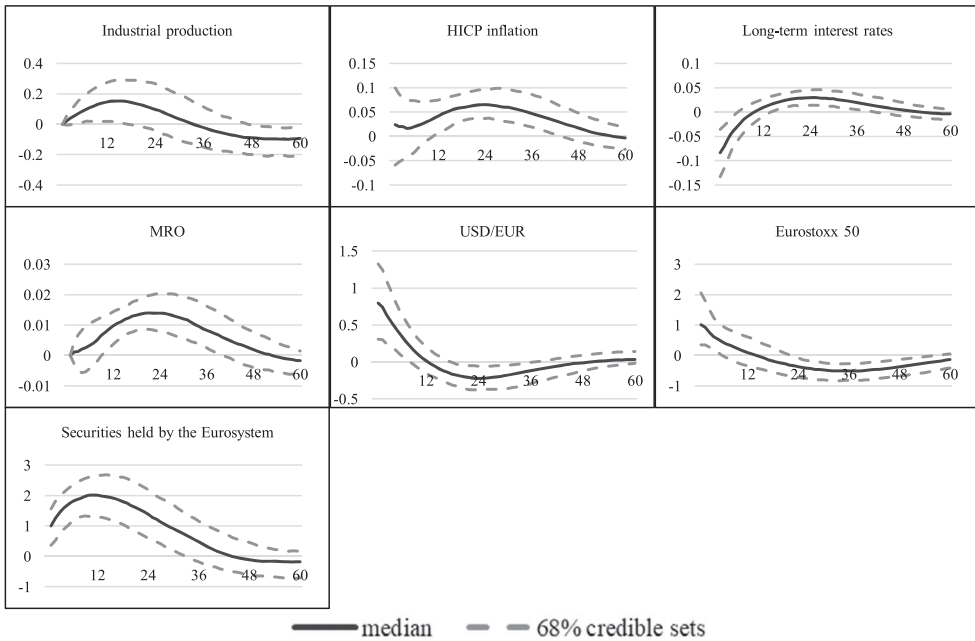 Industrial production
0.4
0.2
0
-0.2
-0.4
12 24 36 48 60
HICP inflation
0.15
0.1
0.05
0
0.05
0.1
12 24 36 48 60
Long-term interest rates
0.1
0.05
0
-0.05
-0.1
-0.15
12 24 36 48 60
MRO
0.03
0.02
0.01
0
-0.01
12 24 36 48 60
USD/EUR
1.5
1
0.5
0
-0.5
12 24 36 48 60
Eurostoxx 50
3
2
1
0
-1
12 24 36 48 60
Securities held by the Eurosystem
3
2
1
0
-1
12 24 36 48 60
median 68% credible sets